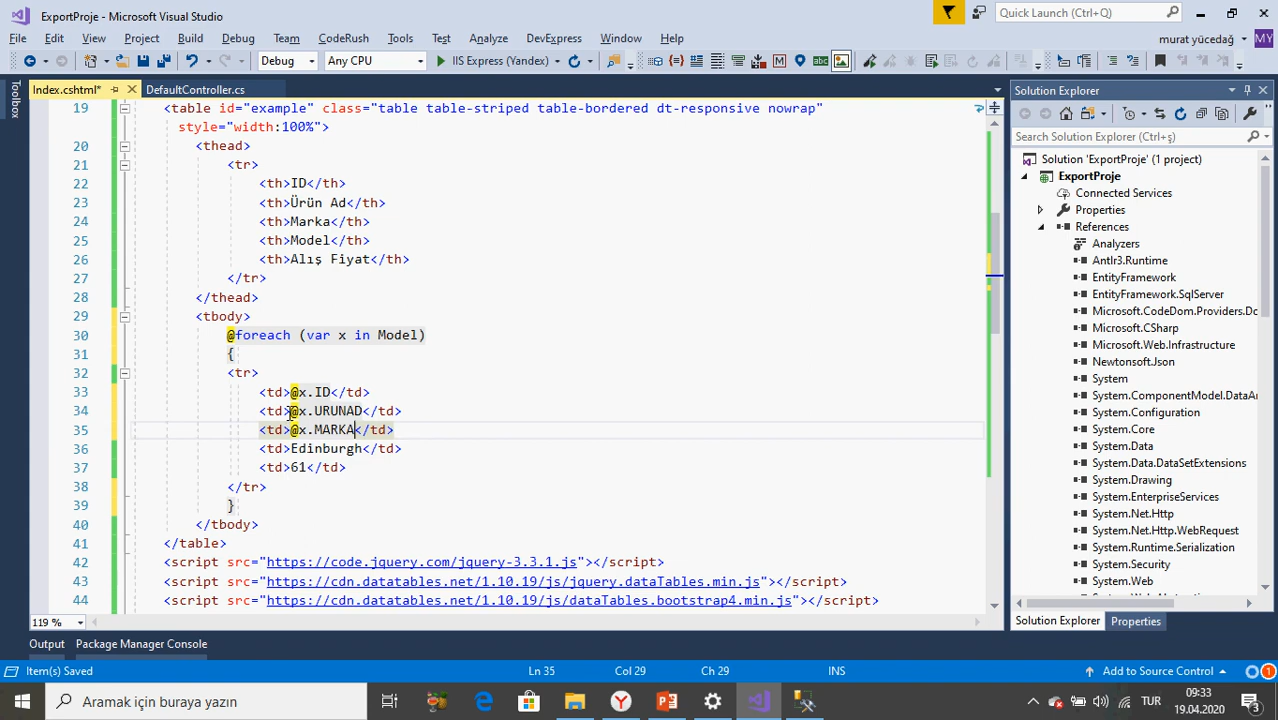 ExportProje - Microsoft Visual Studio
Quick Launch (Ctrl+Q)
File Edit View Project Build Debug Team CodeRush Tools Test Analyze DevExpress Window Help
murat yücedağ MY
Debug Any CPU IIS Express (Yandex)
Toolbox
Index.cshtml* DefaultController.cs
19 <table id="example" class="table table-striped table-bordered dt-responsive nowrap"
style="width:100%">
20 <thead>
21 <tr>
22 <th>ID</th>
23 <th>Ürün Ad</th>
24 <th>Marka</th>
25 <th>Model</th>
26 <th>Alış Fiyat</th>
27 </tr>
28 </thead>
29 <tbody>
30 @foreach (var x in Model)
31 {
32 <tr>
33 <td>@x.ID</td>
34 <td>@x.URUNAD</td>
35 <td>@x.MARKA</td>
36 <td>Edinburgh</td>
37 <td>61</td>
38 </tr>
39 }
40 </tbody>
41 </table>
42 <script src="https://code.jquery.com/jquery-3.3.1.js"></script>
43 <script src="https://cdn.datatables.net/1.10.19/js/jquery.dataTables.min.js"></script>
44 <script src="https://cdn.datatables.net/1.10.19/js/dataTables.bootstrap4.min.js"></script>
119 %
Solution Explorer
Search Solution Explorer (Ctrl+ş)
Solution 'ExportProje' (1 project)
ExportProje
Connected Services
Properties
References
Analyzers
Antlr3.Runtime
EntityFramework
EntityFramework.SqlServer
Microsoft.CodeDom.Providers.Do
Microsoft.CSharp
Microsoft.Web.Infrastructure
Newtonsoft.Json
System
System.ComponentModel.DataAn
System.Configuration
System.Core
System.Data
System.Data.DataSetExtensions
System.Drawing
System.EnterpriseServices
System.Net.Http
System.Net.Http.WebRequest
System.Runtime.Serialization
System.Security
System.Web
Solution Explorer Properties
Output Package Manager Console
Item(s) Saved Ln 35 Col 29 Ch 29 INS Add to Source Control 1
Aramak için buraya yazın
TUR
09:33
19.04.2020
3